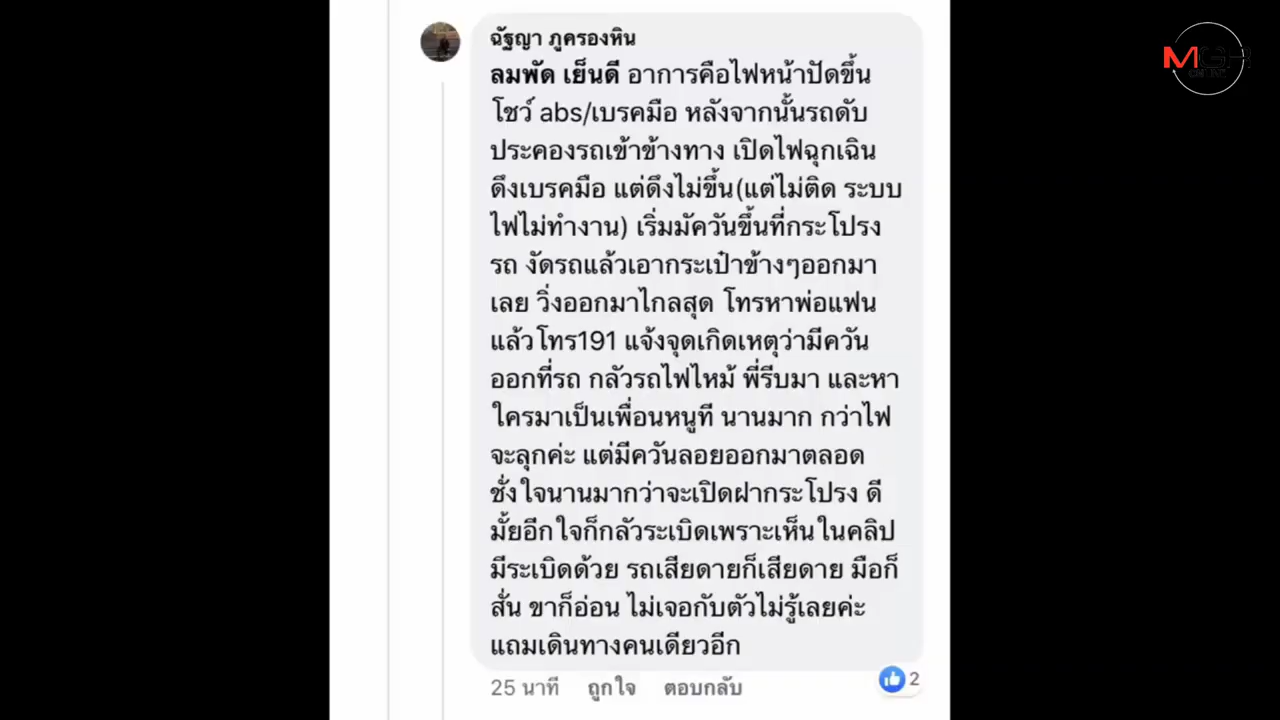 ฉัฐญา ภูครองหิน
ลมพัด เย็นดี อาการคือไฟหน้าปัดขึ้น
โชว์ abs/เบรคมือ หลังจากนั้นรถดับ
ประคองรถเข้าข้างทาง เปิดไฟฉุกเฉิน
ดึงเบรคมือ แต่ดึงไม่ขึ้น(แต่ไม่ติด ระบบ
ไฟไม่ทำงาน) เริ่มมัควันขึ้นที่กระโปรง
รถ งัดรถแล้วเอากระเป๋าข้างๆออกมา
เลย วิ่งออกมาไกลสุด โทรหาพ่อแฟน
แล้วโทร191 แจ้งจุดเกิดเหตุว่ามีควัน
ออกที่รถ กลัวรถไฟไหม้ พี่รีบมา และหา
ใครมาเป็นเพื่อนหนูที นานมาก กว่าไฟ
จะลุกค่ะ แต่มีควันลอยออกมาตลอด
ชั่งใจนานมากว่าจะเปิดฝากระโปรง ดี
มั้ยอีกใจก็กลัวระเบิดเพราะเห็นในคลิป
มีระเบิดด้วย รถเสียดายก็เสียดาย มือก็
สั่น ขาก็อ่อน ไม่เจอกับตัวไม่รู้เลยค่ะ
แถมเดินทางคนเดียวอีก
25 นาที ถูกใจ ตอบกลับ 2
MGR
ONLINE